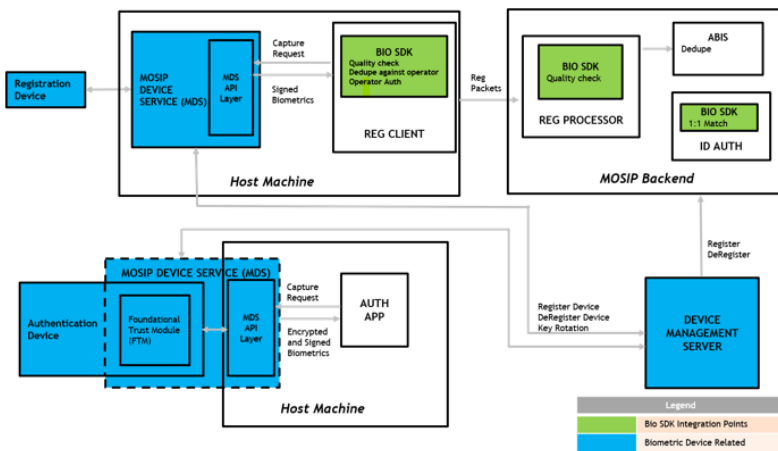 Registration
Device
MOSIP
DEVICE
SERVICE (MDS)
MDS
API
Layer
Capture
Request
Signed
Biometrics
BIO SDK
Quality check
Dedupe against operator
Operator Auth
REG CLIENT
Host Machine
Reg
Packets
BIO SDK
Quality check
REG PROCESSOR
ABIS
Dedupe
BIO SDK
1:1 Match
ID AUTH
MOSIP Backend
MOSIP DEVICE SERVICE (MDS)
Authentication
Device
Foundational
Trust Module
(FTM)
MDS
API
Layer
Capture
Request
Encrypted
and Signed
Biometrics
AUTH
APP
Host Machine
Register Device
DeRegister Device
Key Rotation
Register
DeRegister
DEVICE
MANAGEMENT
SERVER
Legend
Bio SDK Integration Points
Biometric Device Related